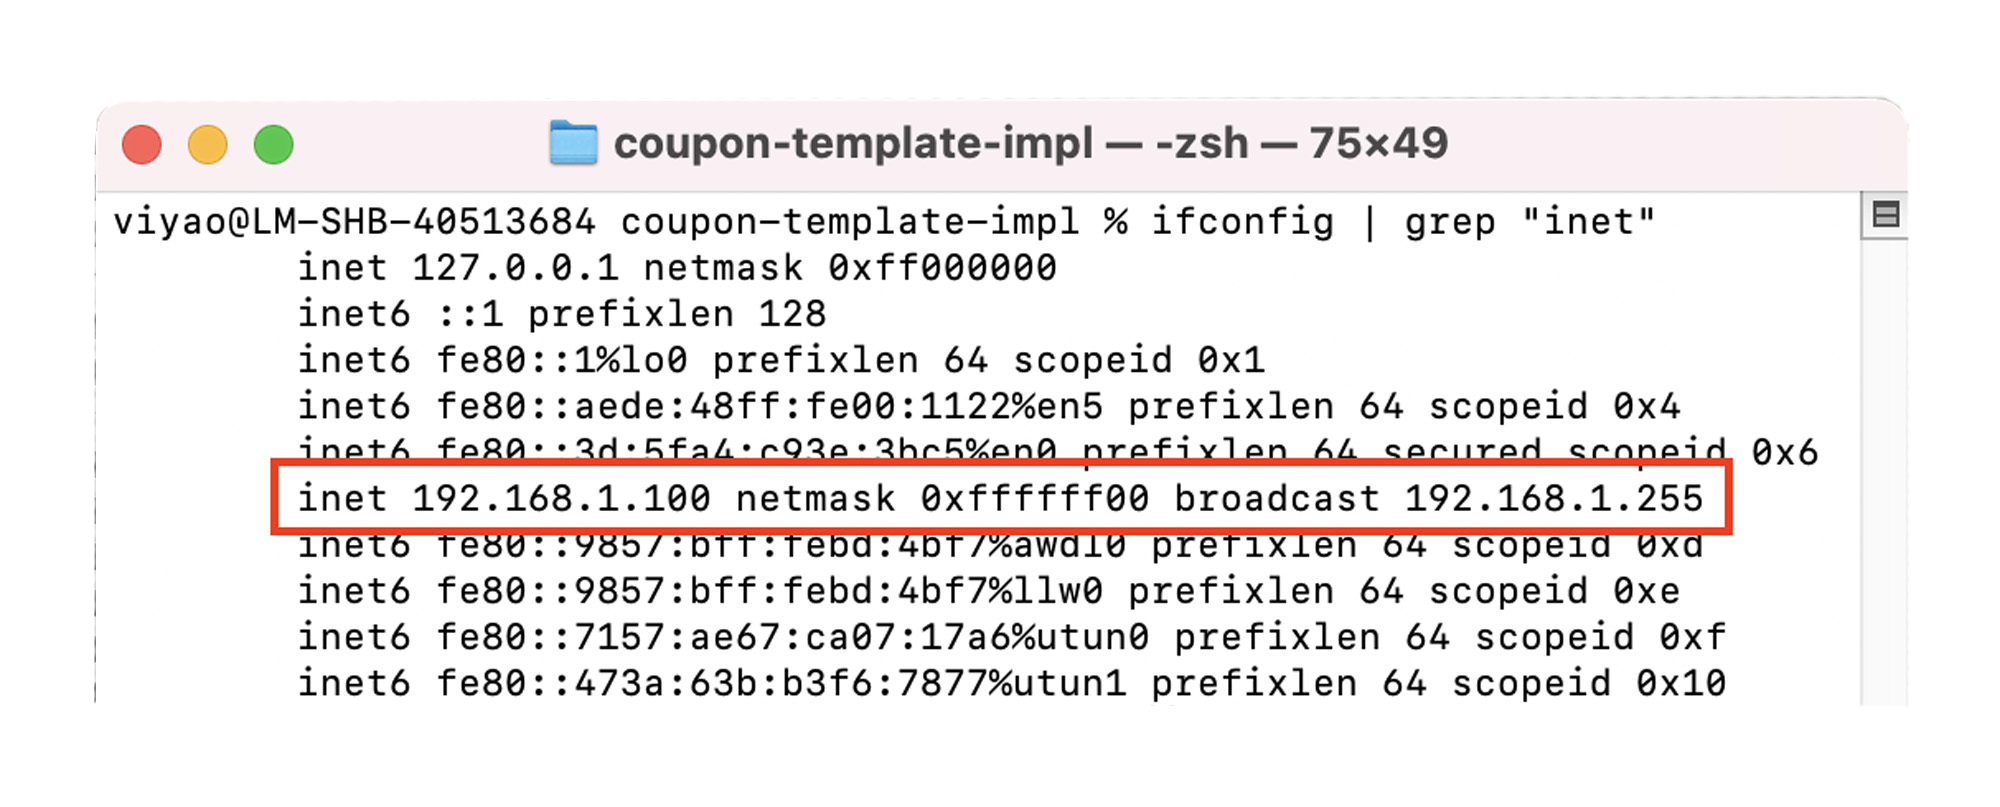 coupon-template-impl — -zsh — 75×49
viyao@LM-SHB-40513684 coupon-template-impl % ifconfig | grep "inet"
inet 127.0.0.1 netmask 0xff000000
inet6 ::1 prefixlen 128
inet6 fe80::1%lo0 prefixlen 64 scopeid 0x1
inet6 fe80::aede:48ff:fe00:1122%en5 prefixlen 64 scopeid 0x4
inet6 fe80::3d:5fa4:c93e:3bc5%en0 prefixlen 64 secured scopeid 0x6
inet 192.168.1.100 netmask 0xffffff00 broadcast 192.168.1.255
inet6 fe80::9857:bff:febd:4bf7%awdl0 prefixlen 64 scopeid 0xd
inet6 fe80::9857:bff:febd:4bf7%llw0 prefixlen 64 scopeid 0xe
inet6 fe80::7157:ae67:ca07:17a6%utun0 prefixlen 64 scopeid 0xf
inet6 fe80::473a:63b:b3f6:7877%utun1 prefixlen 64 scopeid 0x10